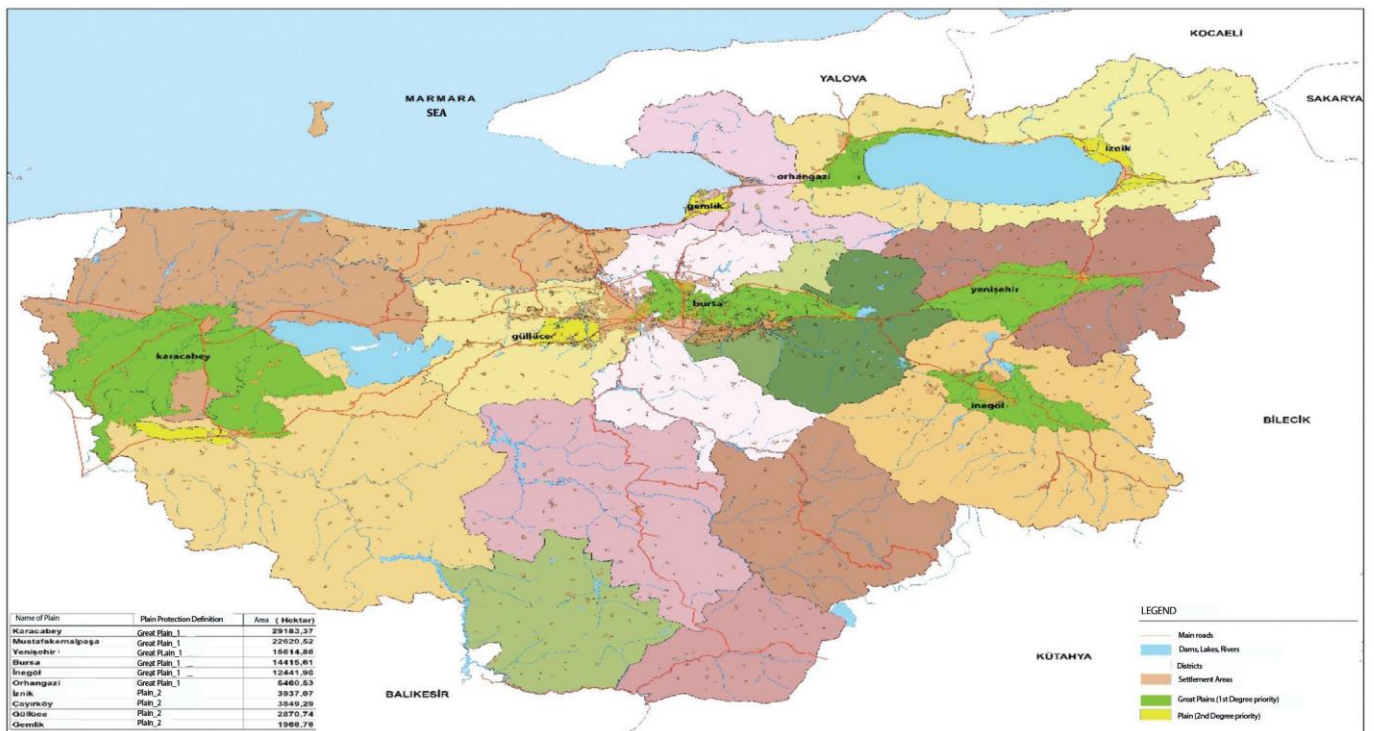 KOCAELİ
YALOVA
MARMARA
SEA
SAKARYA
iznik
orhangazi
gemlik
yenişehir
bursa
güllüce
karacabey
inegöl
BİLECİK
KÜTAHYA
BALIKESİR
Name of Plain Plain Protection Definition Area ( Hektar)
Karacabey Great Plain_1 29183,37
Mustafakemalpaşa Great Plain_1 22620,52
Yenişehir Great PLain_1 15614,86
Bursa Great Plain_1 14415,61
İnegöl Great PLain_1 12441,98
Orhangazi Great Plain_1 5460,53
İznik Plain_2 3937,07
Çayırköy Plain_2 3849,29
Güllüce Plain_2 2870,74
Gemlik Plain_2 1968,78
LEGEND
Main roads
Dams, Lakes, Rivers
Districts
Settlement Areas
Great Plains (1st Degree priority)
Plain (2nd Degree priority)